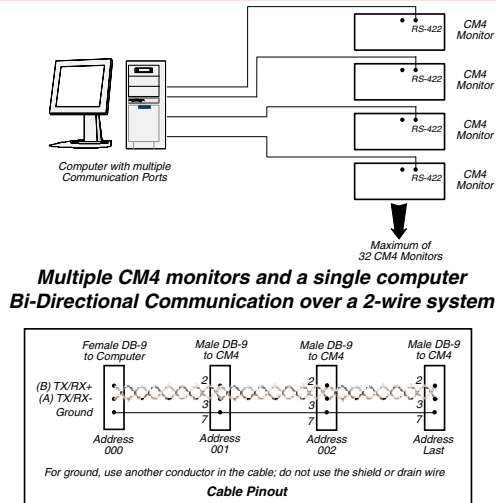 RS-422
CM4
Monitor
RS-422
CM4
Monitor
RS-422
CM4
Monitor
RS-422
CM4
Monitor
Computer with multiple
Communication Ports
Maximum of
32 CM4 Monitors
Multiple CM4 monitors and a single computer
Bi-Directional Communication over a 2-wire system
Female DB-9
to Computer
Male DB-9
to CM4
Male DB-9
to CM4
Male DB-9
to CM4
(B) TX/RX+
(A) TX/RX-
Ground
2
3
7
2
3
7
2
3
7
Address
000
Address
001
Address
002
Address
Last
For ground, use another conductor in the cable; do not use the shield or drain wire
Cable Pinout